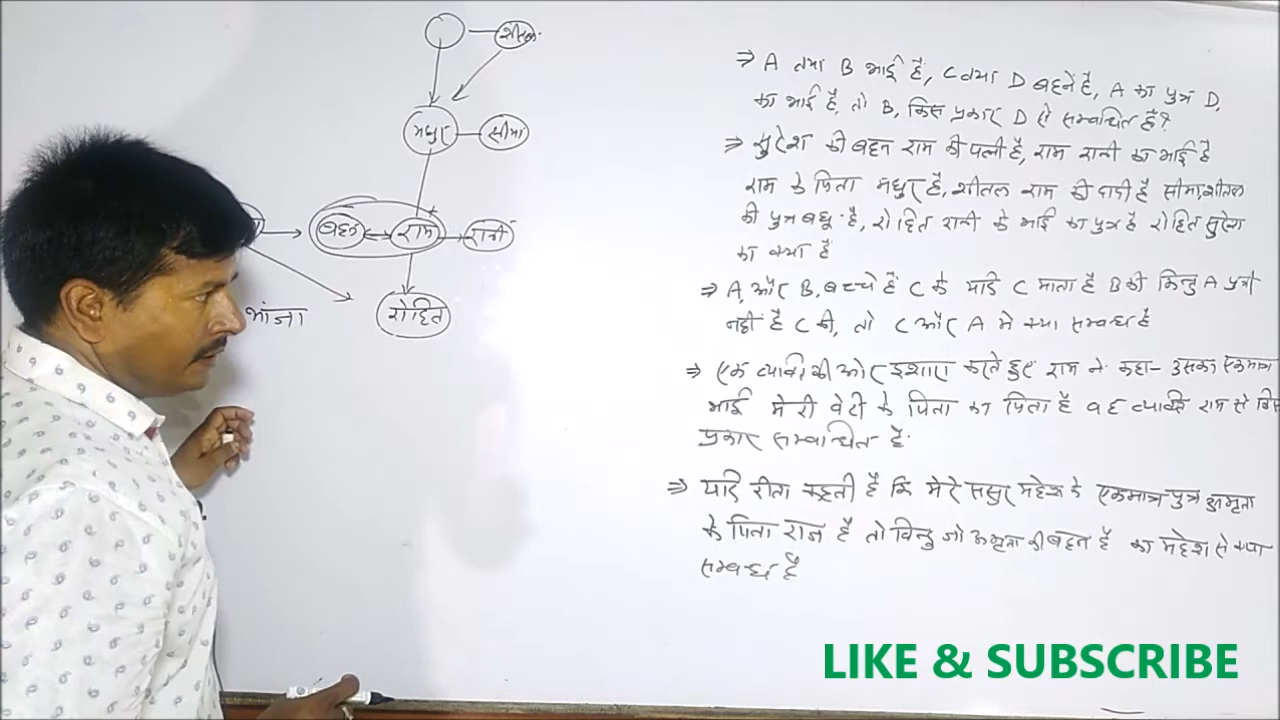 शीतल
मधुर सीमा
बहन राम रानी
भांजा रोहित
⇒ A तथा B भाई हैं, C तथा D बहनें हैं, A का पुत्र D,
का भाई है, तो B, किस प्रकार D से सम्बन्धित है?
⇒ सुरेश की बहन राम की पत्नी है, राम रानी का भाई है
राम के पिता मधुर है, शीतल राम की दादी है सीमा, शीतल
की पुत्र बधू है, रोहित रानी के भाई का पुत्र है रोहित सुरेश
का क्या है
⇒ A, और B, बच्चे हैं C के यदि C माता है B की किन्तु A पुत्री
नहीं है C की, तो C और A मे क्या सम्बन्ध है
⇒ एक व्यक्ति की ओर इशारा करते हुए राम ने कहा- उसका एकमात्र
भाई मेरी बेटी के पिता का पिता है वह व्यक्ति राम से
प्रकार सम्बन्धित है
⇒ यदि रीता कहती है कि मेरे ससुर महेश के एकमात्र पुत्र
के पिता राज है तो बिन्दु जो की बहन है का महेश से क्या
सम्बन्ध है
LIKE & SUBSCRIBE